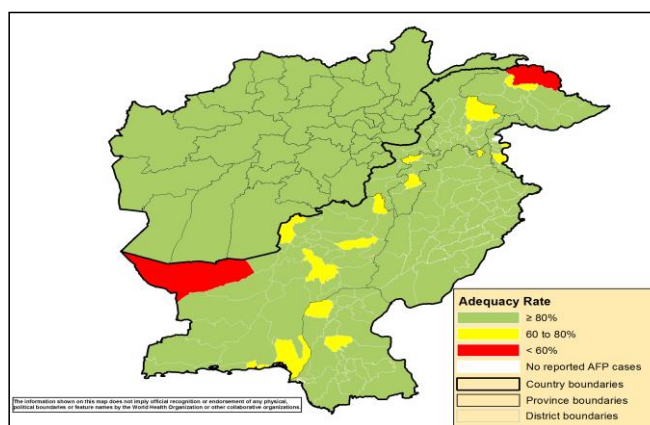 Adequacy Rate
≥ 80%
60 to 80%
< 60%
No reported AFP cases
Country boundaries
Province boundaries
District boundaries
The information shown on this map does not imply official recognition or endorsement of any physical,
political boundaries or feature names by the World Health Organization or other collaborative organizations.